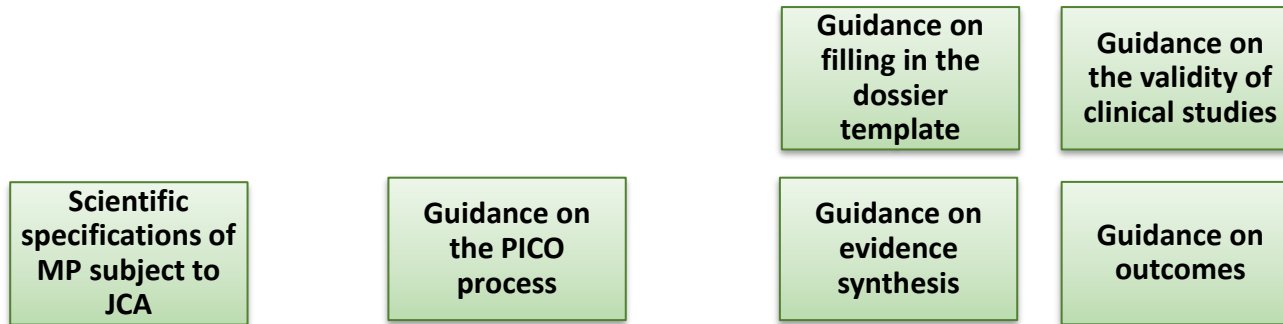 Guidance on
filling in the
dossier
template
Guidance on
the validity of
clinical studies
Scientific
specifications of
MP subject to
JCA
Guidance on
the PICO
process
Guidance on
evidence
synthesis
Guidance on
outcomes